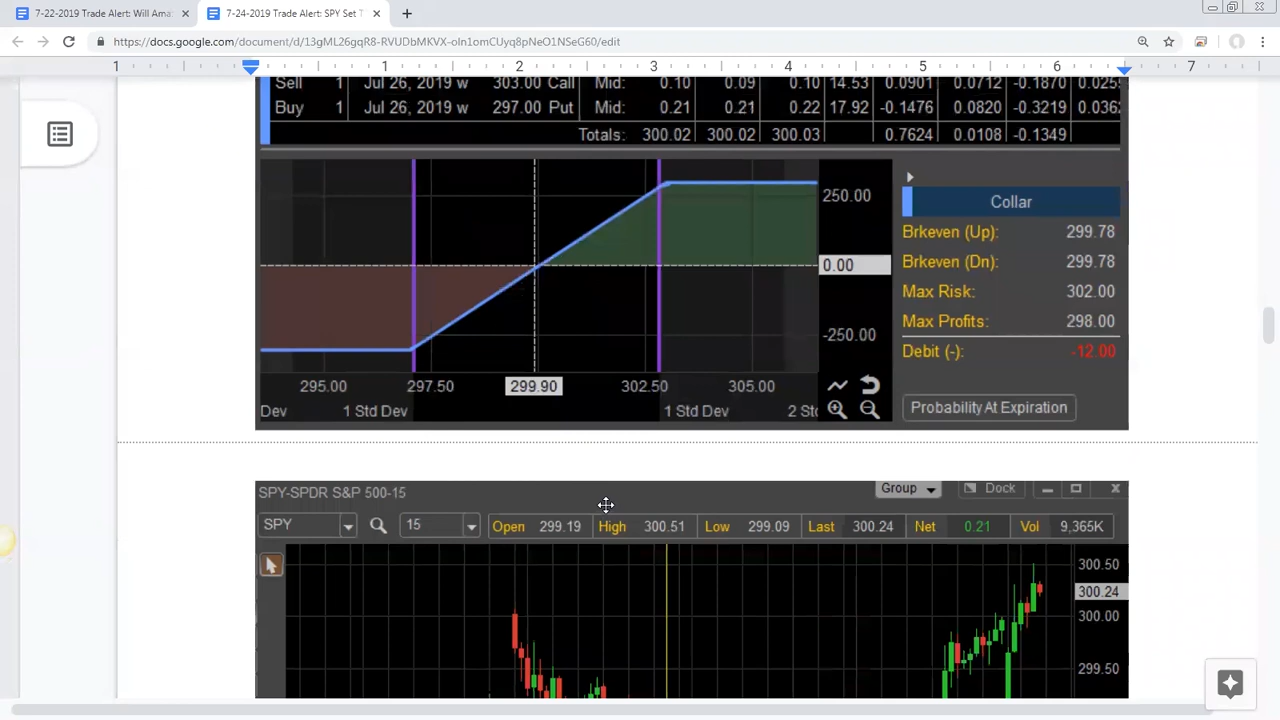 7-22-2019 Trade Alert: Will Ama
7-24-2019 Trade Alert: SPY Set T
https://docs.google.com/document/d/13gML26gqR8-RVUDbMKVX-oln1omCUyq8pNeO1NSeG60/edit
1 1 2 3 4 5 6 7
Sell 1 Jul 26, 2019 w 303.00 Call Mid: 0.10 0.09 0.10 14.53 0.0901 0.0712 -0.1870
Buy 1 Jul 26, 2019 w 297.00 Put Mid: 0.21 0.21 0.22 17.92 -0.1476 0.0820 -0.3219
Totals: 300.02 300.02 300.03 0.7624 0.0108 -0.1349
250.00
0.00
-250.00
295.00 297.50 299.90 302.50 305.00
Dev 1 Std Dev 1 Std Dev 2 Std
Collar
Brkeven (Up): 299.78
Brkeven (Dn): 299.78
Max Risk: 302.00
Max Profits: 298.00
Debit (-): -12.00
Probability At Expiration
SPY-SPDR S&P 500-15
Group Dock
SPY 15 Open 299.19 High 300.51 Low 299.09 Last 300.24 Net 0.21 Vol 9,365K
300.50
300.24
300.00
299.50